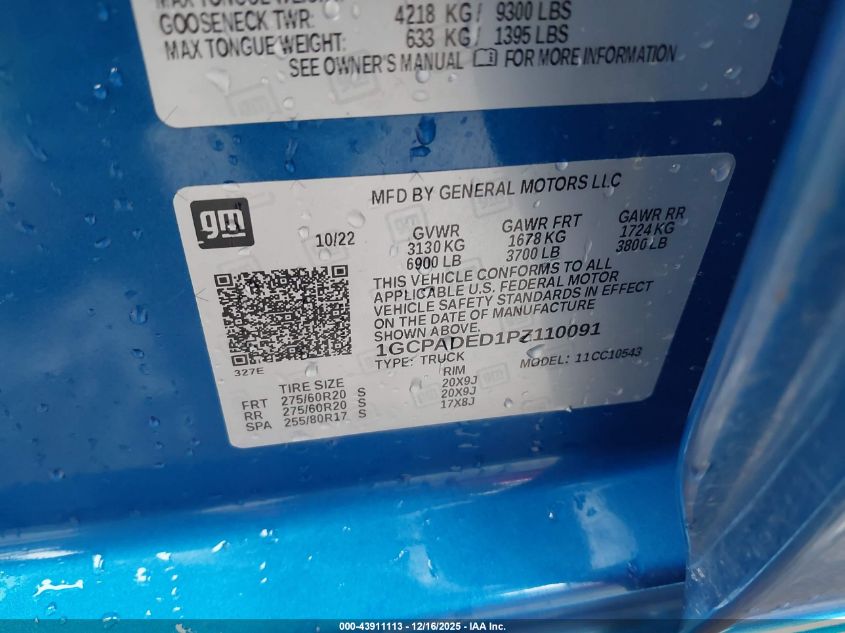 MAX TONGUE WEIGHT:
GOOSENECK TWR: 4218 KG/ 9300 LBS
MAX TONGUE WEIGHT: 633 KG/ 1395 LBS
SEE OWNER'S MANUAL FOR MORE INFORMATION
gm
MFD BY GENERAL MOTORS LLC
10/22 GVWR GAWR FRT GAWR RR
3130 KG 1678 KG 1724 KG
6900 LB 3700 LB 3800 LB
THIS VEHICLE CONFORMS TO ALL
APPLICABLE U.S. FEDERAL MOTOR
VEHICLE SAFETY STANDARDS IN EFFECT
ON THE DATE OF MANUFACTURE
SHOWN ABOVE.
1GCPADED1PZ110091
TYPE: TRUCK MODEL: 11CC10543
327E
TIRE SIZE RIM
FRT 275/60R20 S 20X9J
RR 275/60R20 S 20X9J
SPA 255/80R17 S 17X8J
000-43911113 - 12/16/2025 - IAA Inc.